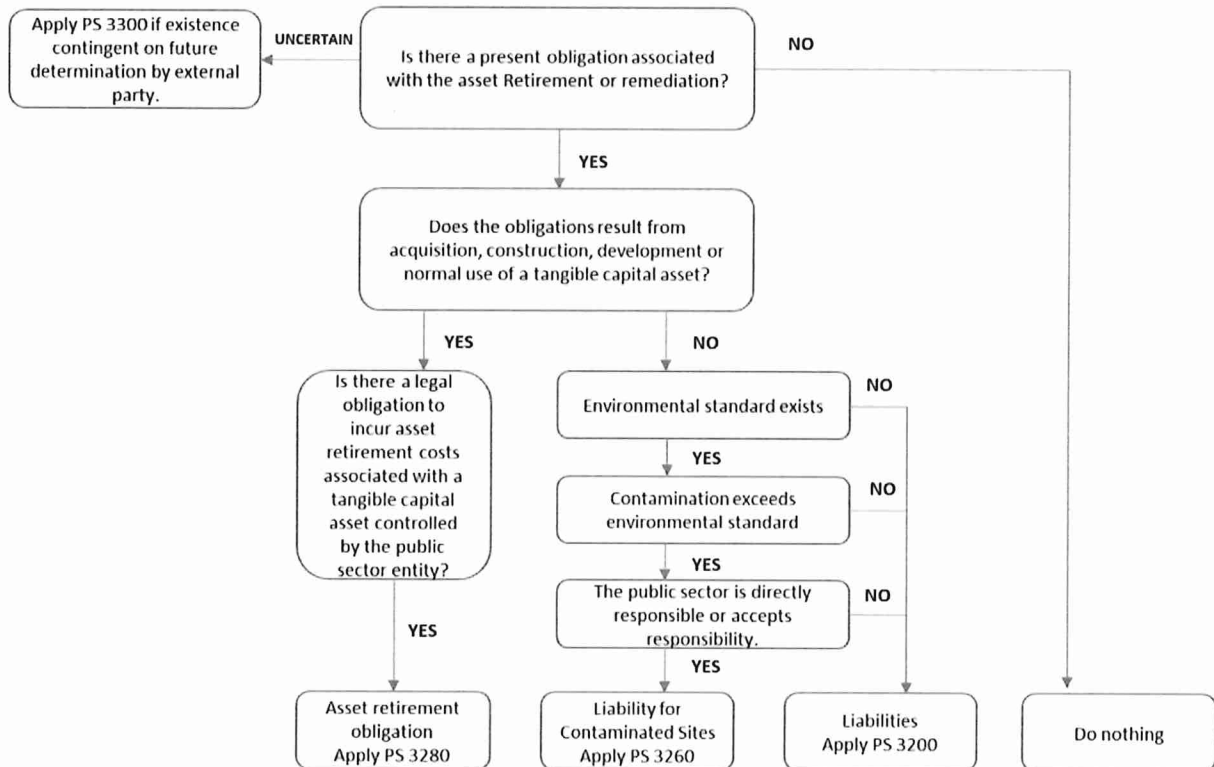 Apply PS 3300 if existence
contingent on future
determination by external
party.
UNCERTAIN
Is there a present obligation associated
with the asset Retirement or remediation?
NO
YES
Does the obligations result from
acquisition, construction, development or
normal use of a tangible capital asset?
YES
NO
Is there a legal
obligation to
incur asset
retirement costs
associated with a
tangible capital
asset controlled
by the public
sector entity?
Environmental standard exists
NO
YES
Contamination exceeds
environmental standard
NO
YES
The public sector is directly
responsible or accepts
responsibility.
NO
YES
YES
Asset retirement
obligation
Apply PS 3280
Liability for
Contaminated Sites
Apply PS 3260
Liabilities
Apply PS 3200
Do nothing